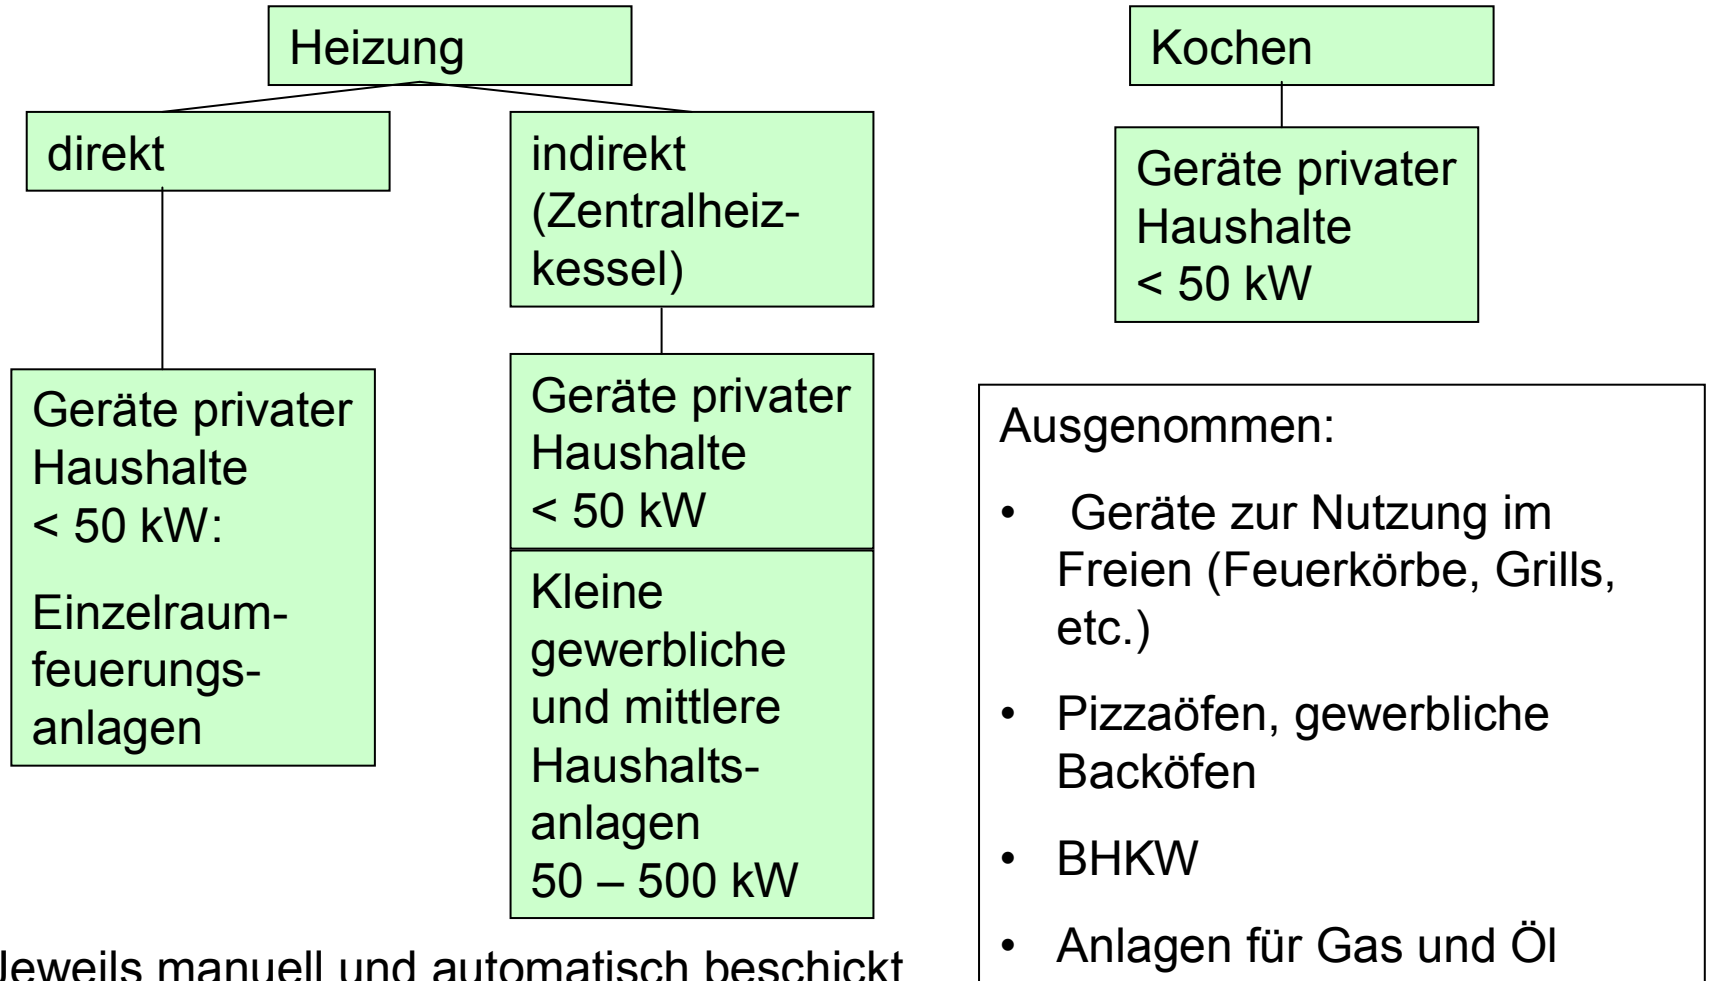 Heizung
direkt
Geräte privater
Haushalte
< 50 kW:
Einzelraum-
feuerungs-
anlagen
indirekt
(Zentralheiz-
kessel)
Geräte privater
Haushalte
< 50 kW
Kleine
gewerbliche
und mittlere
Haushalts-
anlagen
50 – 500 kW
Jeweils manuell und automatisch beschickt
Kochen
Geräte privater
Haushalte
< 50 kW
Ausgenommen:
• Geräte zur Nutzung im
Freien (Feuerkörbe, Grills,
etc.)
• Pizzaöfen, gewerbliche
Backöfen
• BHKW
• Anlagen für Gas und Öl